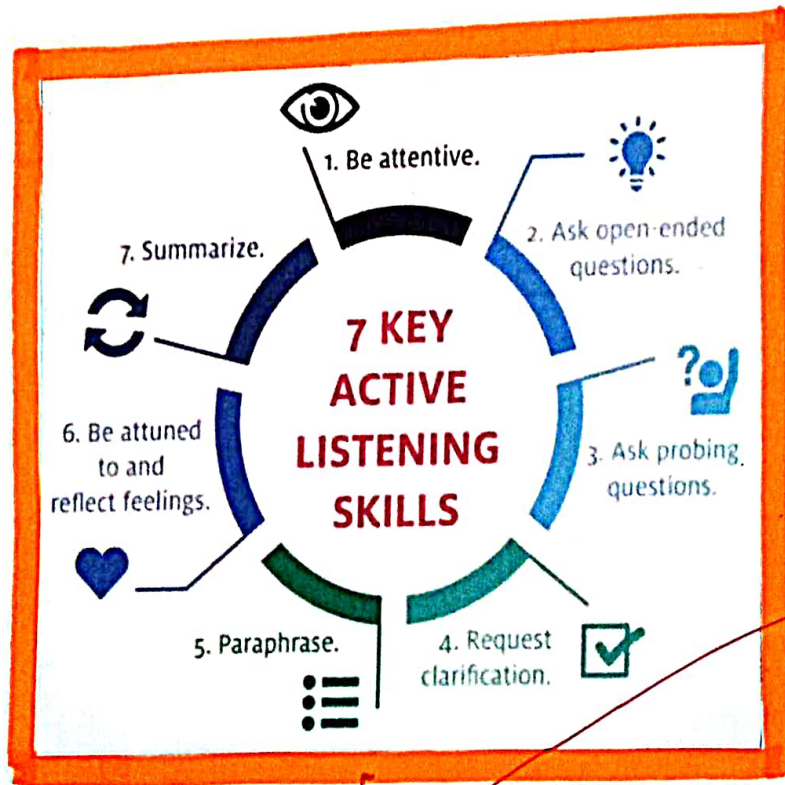 7 KEY
ACTIVE
LISTENING
SKILLS
1. Be attentive.
2. Ask open-ended
questions.
3. Ask probing
questions.
4. Request
clarification.
5. Paraphrase.
6. Be attuned
to and
reflect feelings.
7. Summarize.